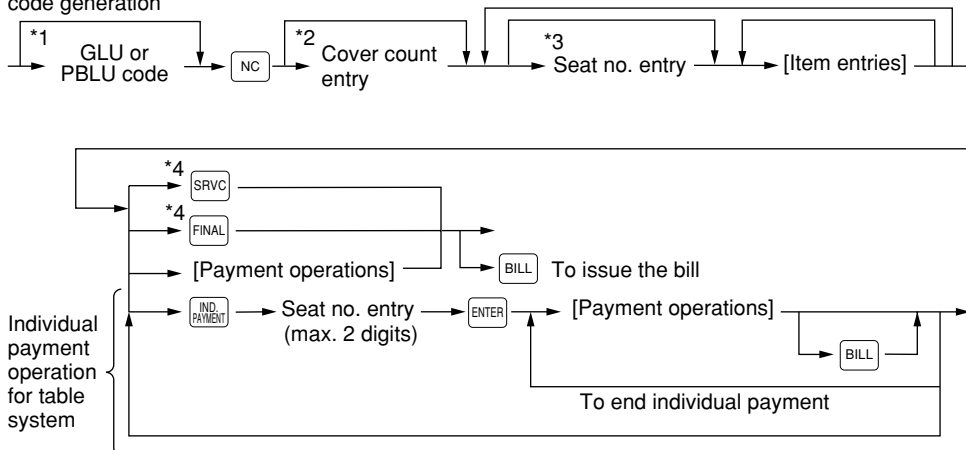 code generation
*1
GLU or
PBLU code
NC
*2
Cover count
entry
*3
Seat no. entry
[Item entries]
*4
SRVC
*4
FINAL
[Payment operations]
BILL
To issue the bill
Individual
payment
operation
for table
system
IND.
PAYMENT
Seat no. entry
(max. 2 digits)
ENTER
[Payment operations]
BILL
To end individual payment